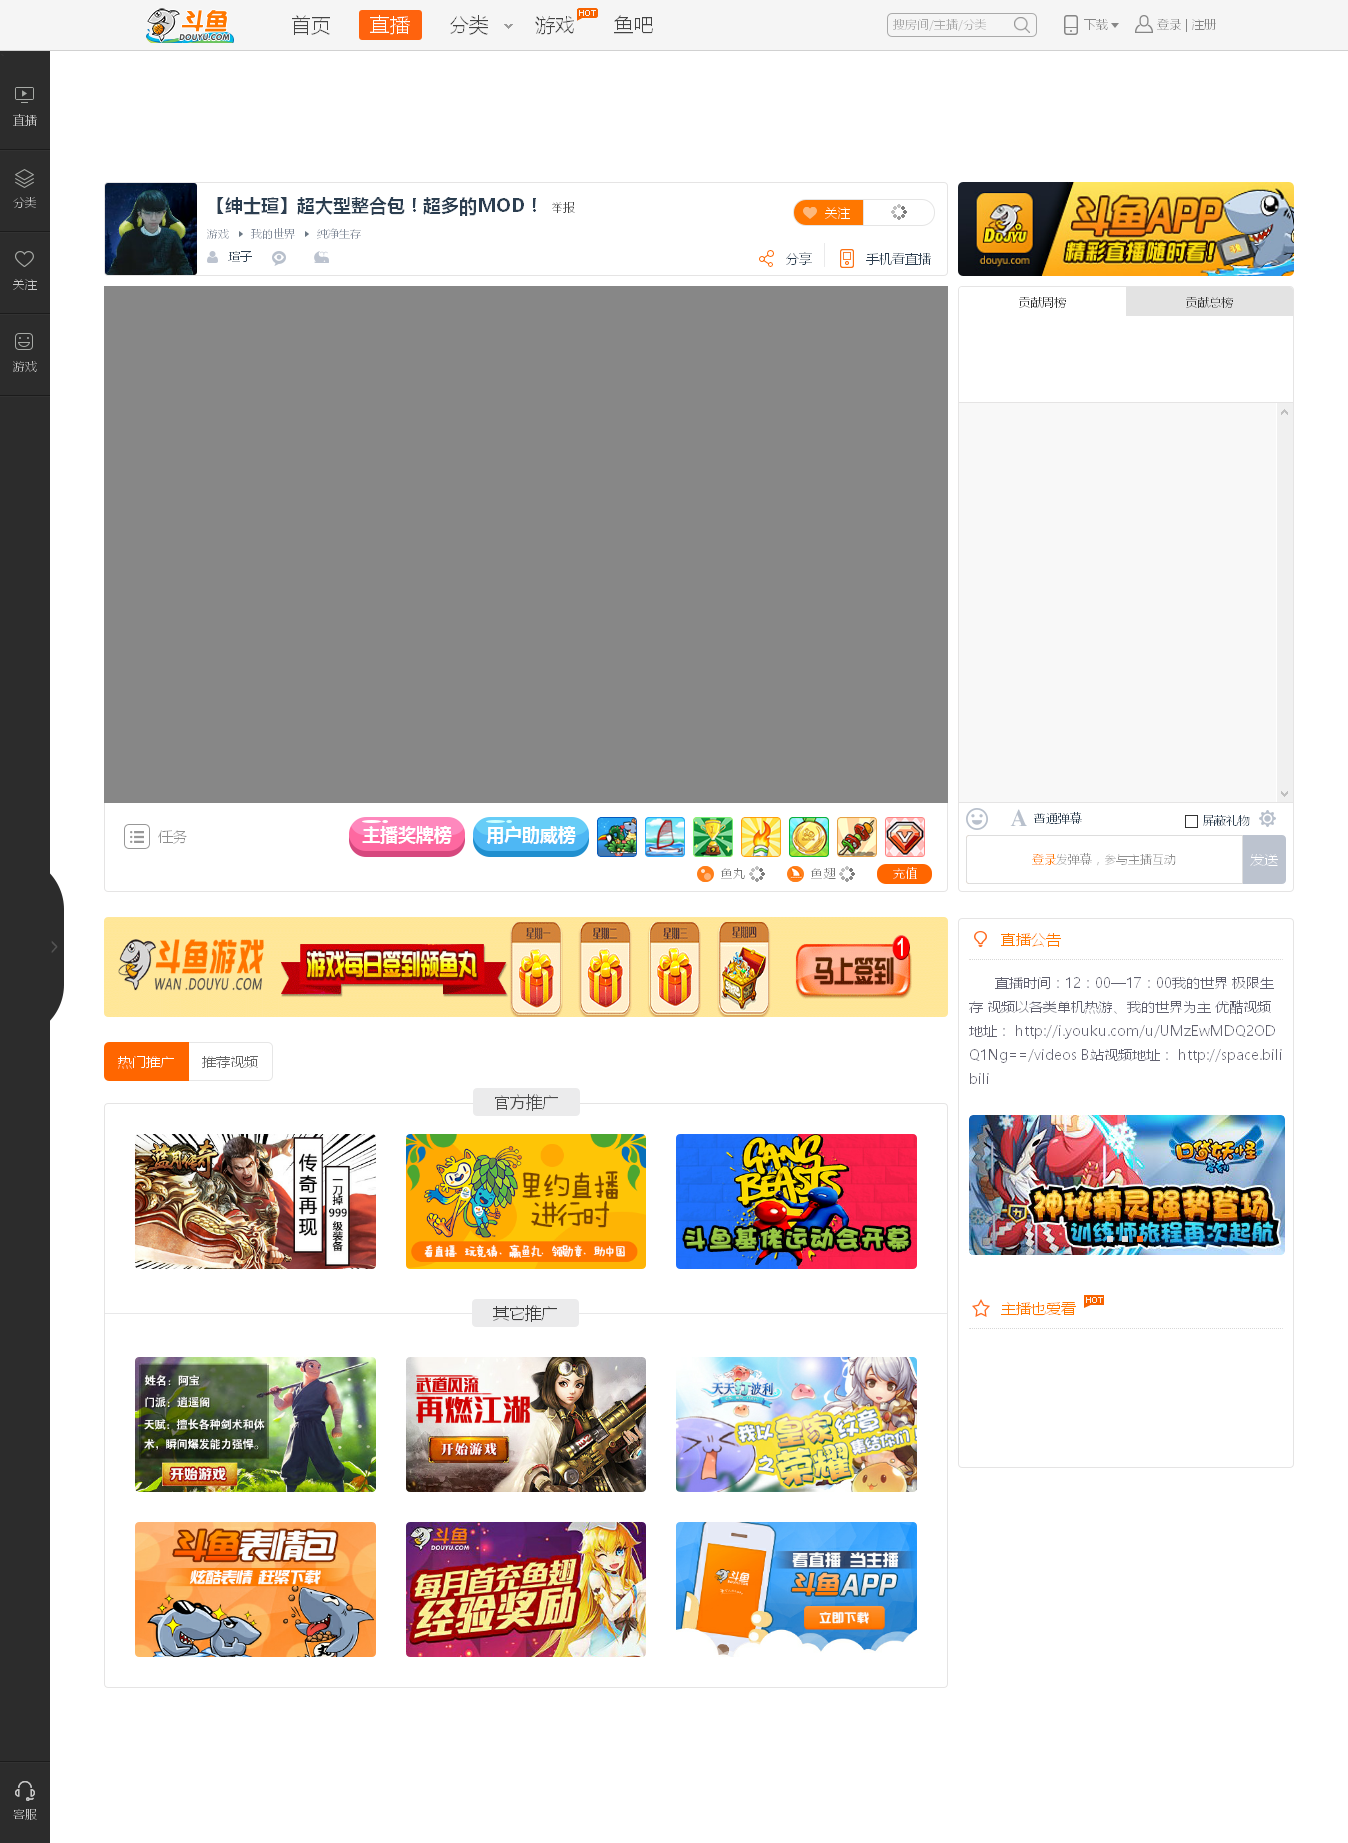 斗鱼
DOUYU.COM
首页
直播
分类
游戏
HOT
鱼吧
搜房间/主播/分类
下载
登录 | 注册
直播
分类
关注
游戏
客服
【绅士瑄】超大型整合包！超多的MOD！ 举报
游戏 我的世界 纯净生存
瑄子
关注
分享
手机看直播
斗鱼APP
精彩直播随时看!
DOUYU
douyu.com
贡献周榜
贡献总榜
任务
主播奖牌榜
用户助威榜
鱼丸
鱼翅
充值
普通弹幕
屏蔽礼物
登录发弹幕，参与主播互动
发送
斗鱼游戏
WAN.DOUYU.COM
游戏每日签到领鱼丸
星期一
星期二
星期三
星期四
马上签到
1
直播公告
直播时间：12：00—17：00我的世界 极限生
存 视频以各类单机热游、我的世界为主 优酷视频
地址： http://i.youku.com/u/UMzEwMDQ2OD
Q1Ng==/videos B站视频地址： http://space.bili
bili
热门推广
推荐视频
官方推广
蓝月传奇
传奇再现
一刀掉999级装备
里约直播
进行时
看直播、玩竞猜、赢鱼丸、领勋章、助中国
GANG
BEASTS
斗鱼基佬运动会开幕
口袋妖怪
神秘精灵强势登场
训练师旅程再次起航
主播也爱看
HOT
其它推广
姓名：阿宝
门派：逍遥阁
天赋：擅长各种剑术和体
术，瞬间爆发能力强悍。
开始游戏
武道风流
再燃江湖
开始游戏
天天打波利
我以皇家纹章
之荣耀集结你们
斗鱼表情包
炫酷表情 赶紧下载
斗鱼
DOUYU.COM
每月首充鱼翅
经验奖励
斗鱼
看直播 当主播
斗鱼APP
立即下载